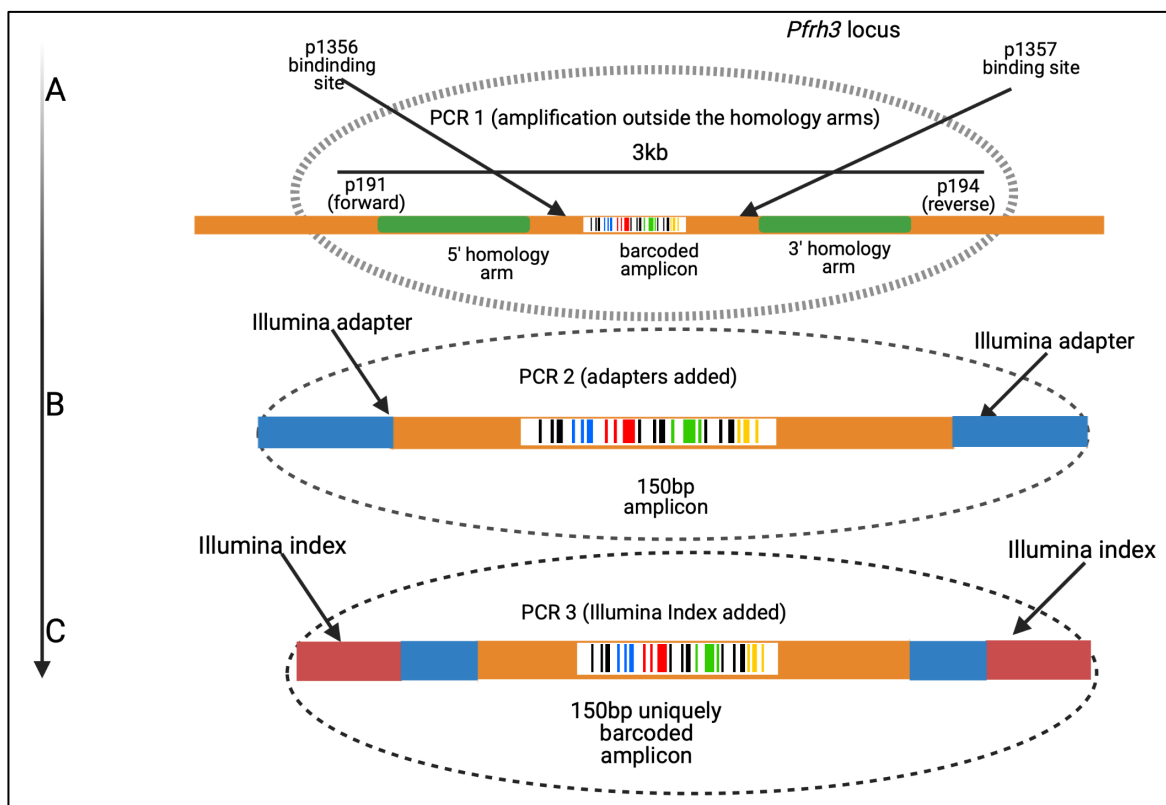 Pfrh3 locus
p1356
bindinding
site
p1357
binding site
A
PCR 1 (amplification outside the homology arms)
3kb
p191
(forward)
p194
(reverse)
5' homology
arm
barcoded
amplicon
3' homology
arm
Illumina adapter
Illumina adapter
B
PCR 2 (adapters added)
150bp
amplicon
Illumina index
Illumina index
C
PCR 3 (Illumina Index added)
150bp uniquely
barcoded
amplicon